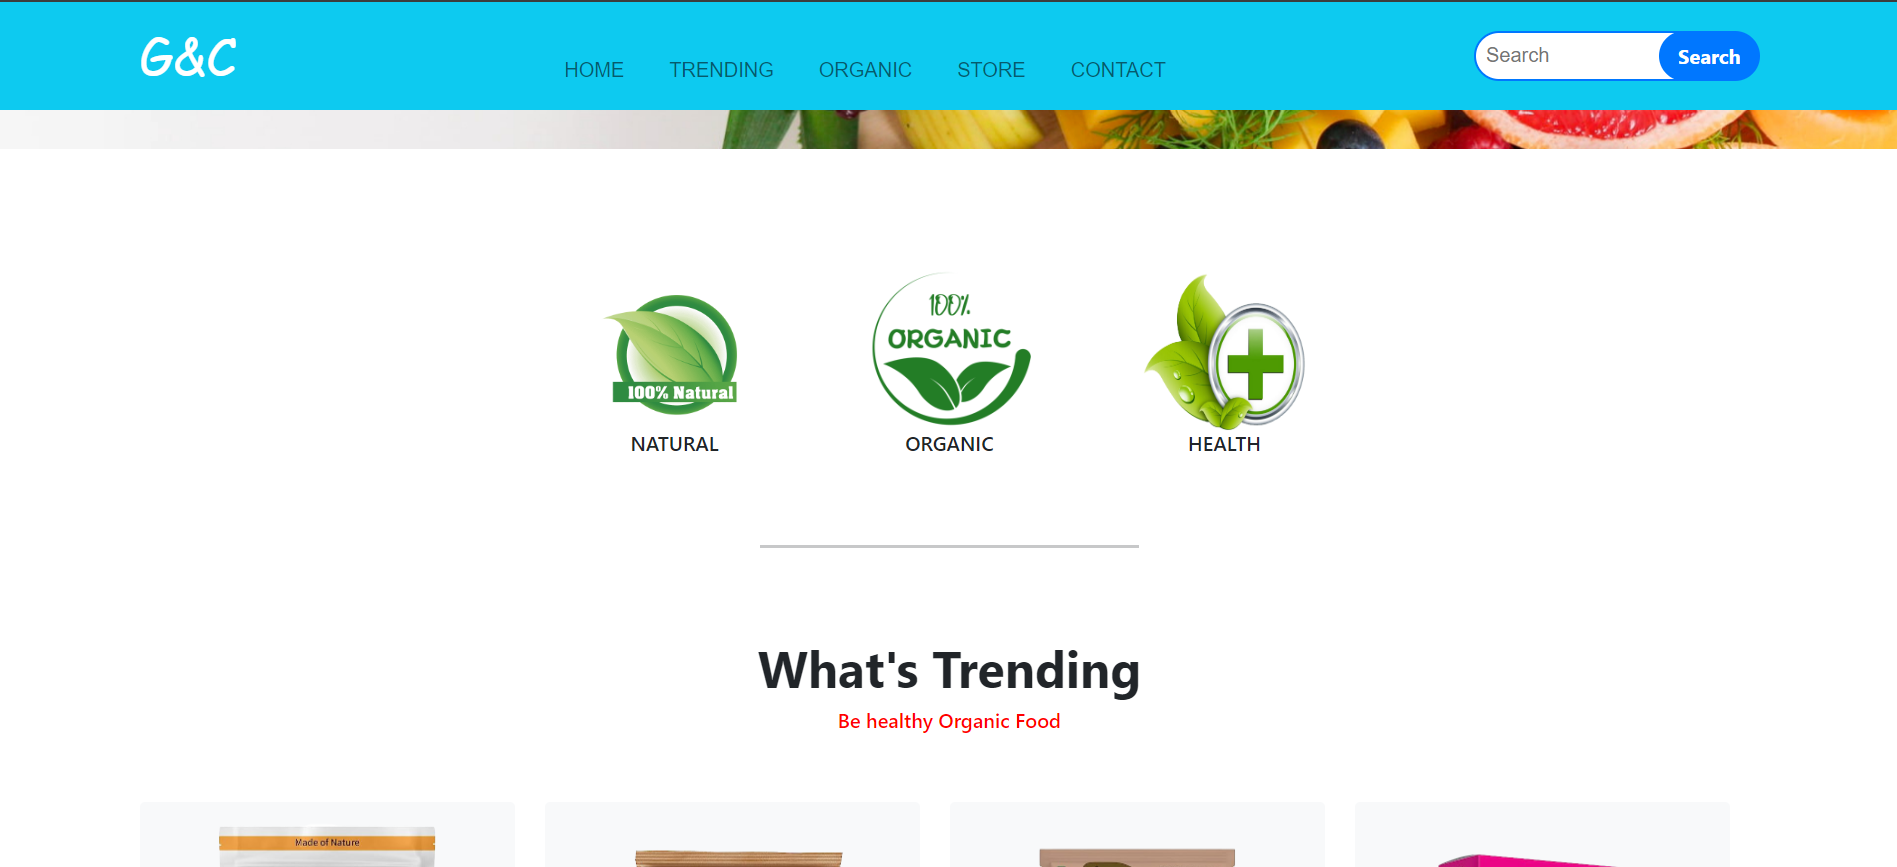 G&C
HOME TRENDING ORGANIC STORE CONTACT
Search Search
100% Natural
100%
ORGANIC
NATURAL ORGANIC HEALTH
What's Trending
Be healthy Organic Food
Made of Nature